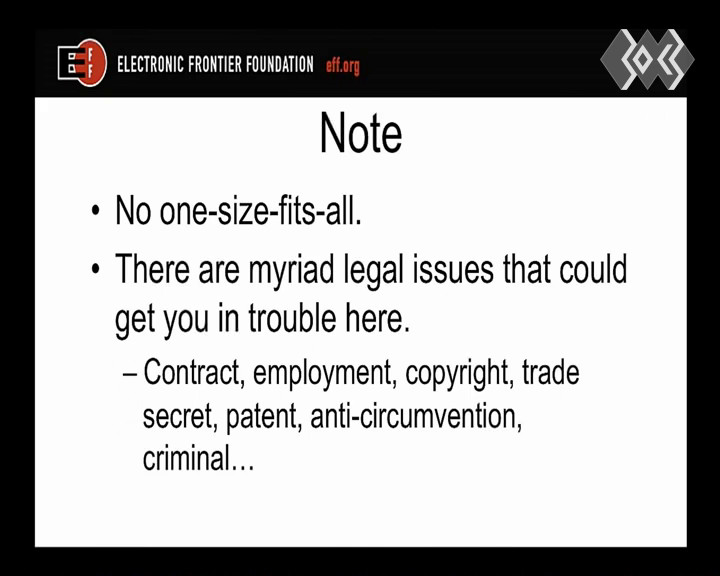 ELECTRONIC FRONTIER FOUNDATION eff.org
Note
• No one-size-fits-all.
• There are myriad legal issues that could
get you in trouble here.
– Contract, employment, copyright, trade
secret, patent, anti-circumvention,
criminal…